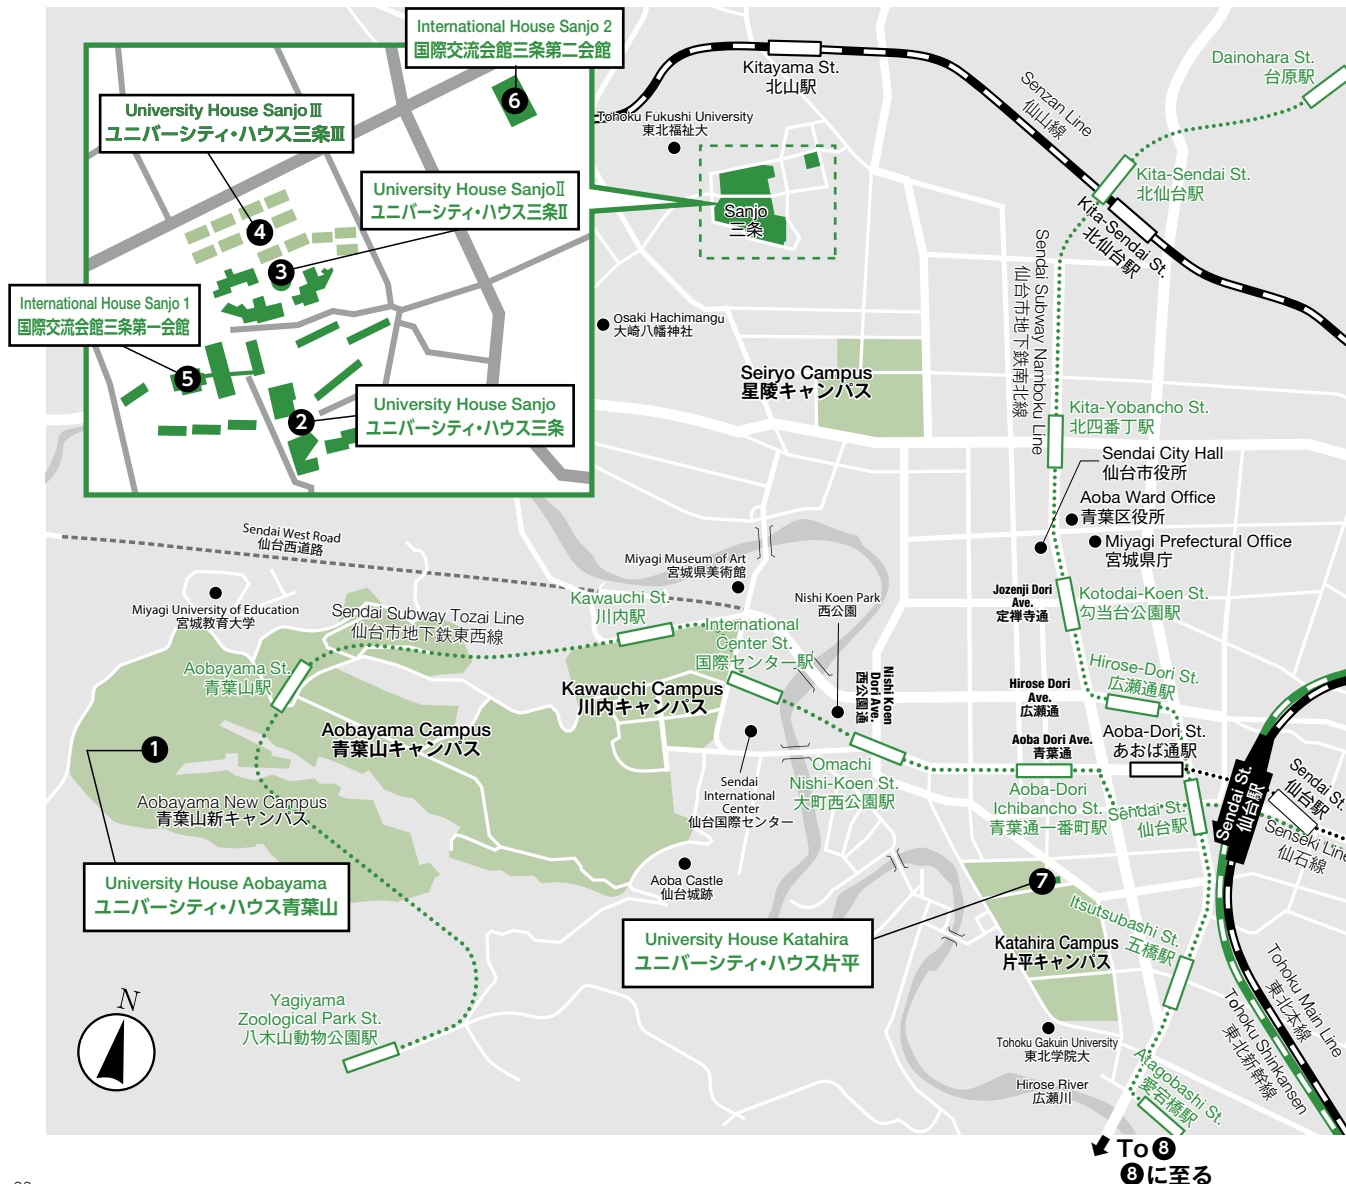 International House Sanjo 2
国際交流会館三条第二会館
6
University House SanjoⅢ
ユニバーシティ・ハウス三条Ⅲ
University House SanjoⅡ
ユニバーシティ・ハウス三条Ⅱ
4
3
International House Sanjo 1
国際交流会館三条第一会館
5
University House Sanjo
ユニバーシティ・ハウス三条
2
Kitayama St.
北山駅
Tohoku Fukushi University
東北福祉大
Senzan Line
仙山線
Dainohara St.
台原駅
Kita-Sendai St.
北仙台駅
Kita-Sendai St.
北仙台駅
Sanjo
三条
Sendai Subway Namboku Line
仙台市地下鉄南北線
Osaki Hachimangu
大崎八幡神社
Seiryo Campus
星陵キャンパス
Kita-Yobancho St.
北四番丁駅
Sendai City Hall
仙台市役所
Aoba Ward Office
青葉区役所
Miyagi Prefectural Office
宮城県庁
Sendai West Road
仙台西道路
Miyagi Museum of Art
宮城県美術館
Nishi Koen Park
西公園
Jozenji Dori
Ave.
定禅寺通
Kotodai-Koen St.
勾当台公園駅
Miyagi University of Education
宮城教育大学
Sendai Subway Tozai Line
仙台市地下鉄東西線
Kawauchi St.
川内駅
International
Center St.
国際センター駅
Aobayama St.
青葉山駅
Kawauchi Campus
川内キャンパス
Nishi Koen
Dori Ave.
西公園通
Hirose Dori
Ave.
広瀬通
Hirose-Dori St.
広瀬通駅
Aobayama Campus
青葉山キャンパス
1
Aoba Dori Ave.
青葉通
Aoba-Dori St.
あおば通駅
Omachi
Nishi-Koen St.
大町西公園駅
Sendai
International
Center
仙台国際センター
Aoba-Dori
Ichibancho St.
青葉通一番町駅
Sendai St.
仙台駅
Sendai St.
仙台駅
Sendai St.
仙台駅
Senseki Line
仙石線
Aobayama New Campus
青葉山新キャンパス
University House Aobayama
ユニバーシティ・ハウス青葉山
Aoba Castle
仙台城跡
7
University House Katahira
ユニバーシティ・ハウス片平
Itsutsubashi St.
五橋駅
Katahira Campus
片平キャンパス
N
Yagiyama
Zoological Park St.
八木山動物公園駅
Tohoku Gakuin University
東北学院大
Hirose River
広瀬川
Atagobashi St.
愛宕橋駅
Tohoku Main Line
東北本線
Tohoku Shinkansen
東北新幹線
To 8
8に至る